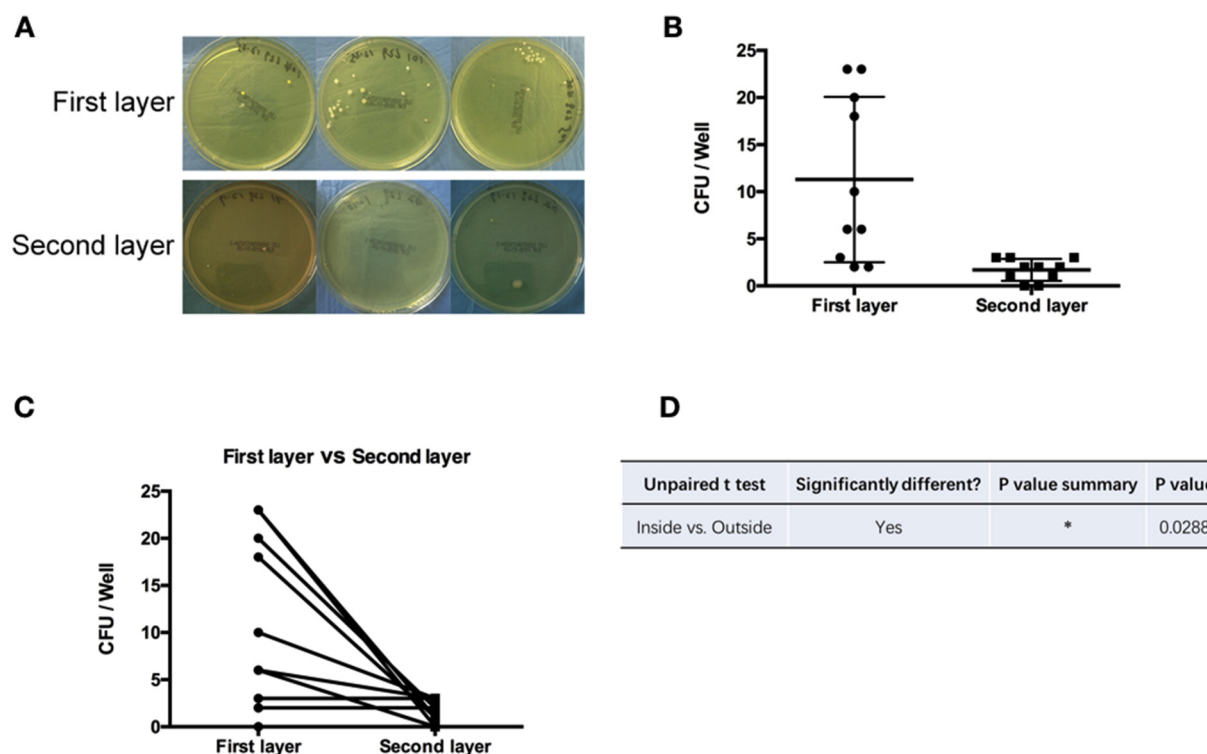 A
First layer
Second layer
B
25
20
15
10
5
0
CFU / Well
First layer
Second layer
C
First layer vs Second layer
25
20
15
10
5
0
CFU / Well
First layer
Second layer
D
Unpaired t test Significantly different? P value summary P value
Inside vs. Outside Yes * 0.0288